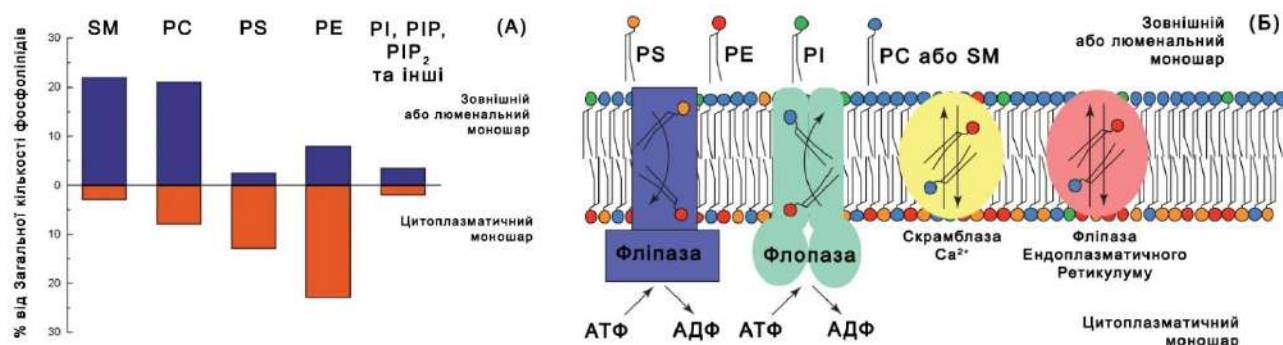 SM PC PS PE PI, PIP,
PIP2
та інші
(А)
Зовнішній
або люменальний
моношар
Цитоплазматичний
моношар
% від Загальної кількості фосфоліпідів
30
20
10
0
10
20
30
PS PE PI PC або SM
Зовнішній
або люменальний
моношар
(Б)
Фліпаза
Флопаза
Скрамблаза
Ca2+
Фліпаза
Ендоплазматичного
Ретикулуму
АТФ АДФ АТФ АДФ
Цитоплазматичний
моношар